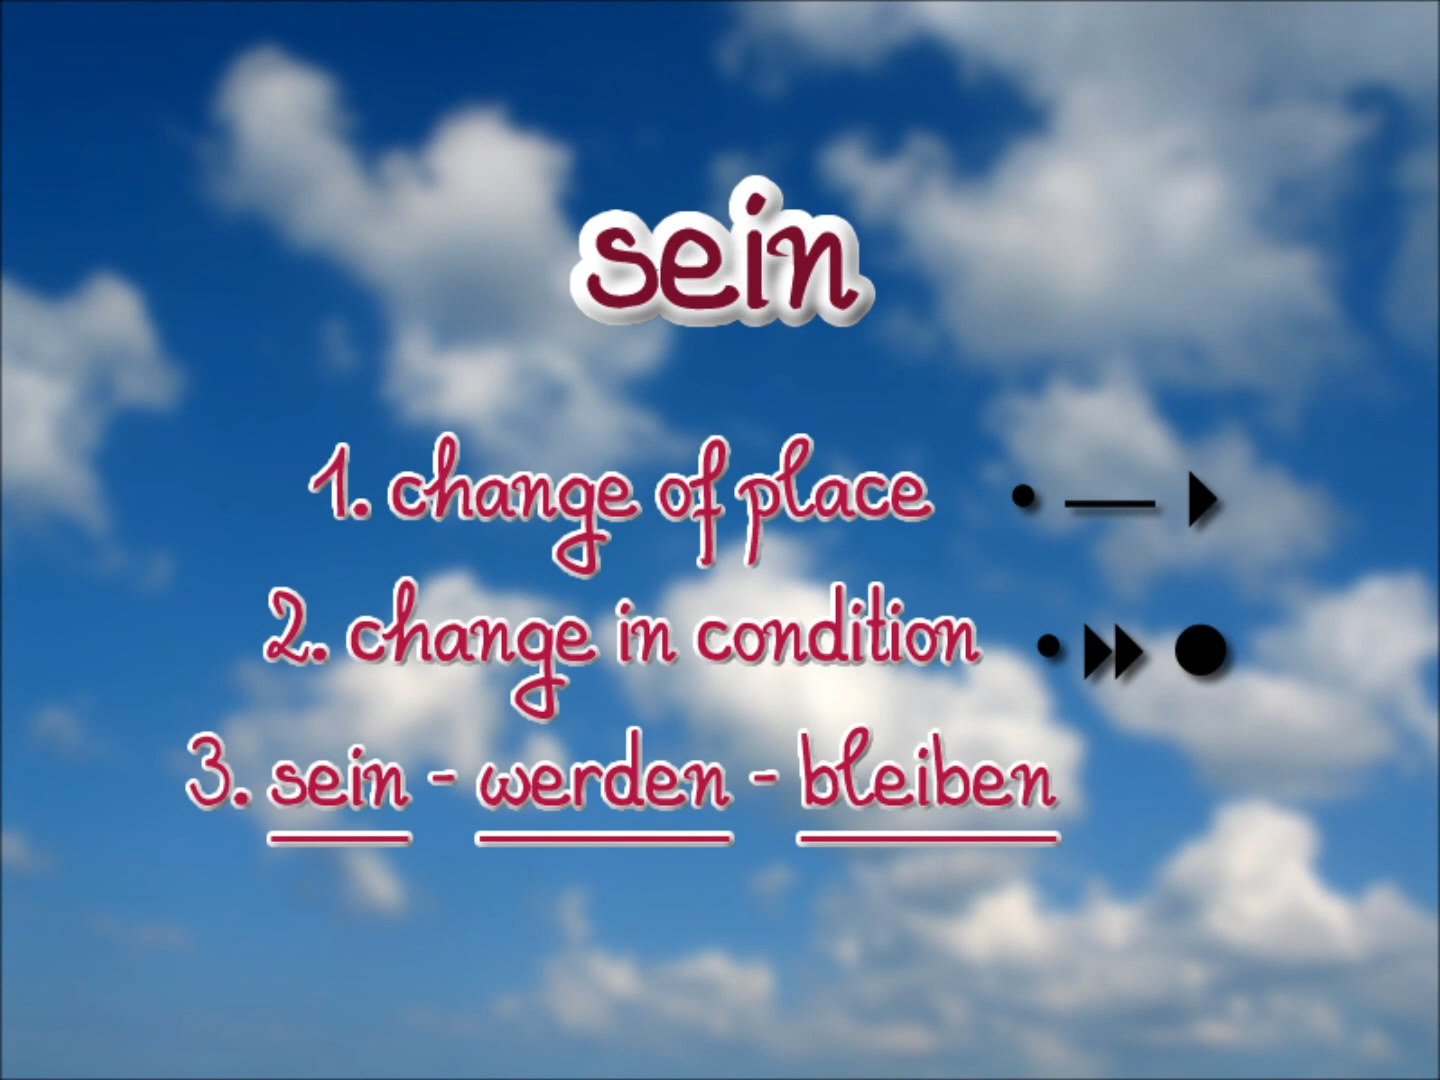 sein
1. change of place
2. change in condition
3. sein - werden - bleiben